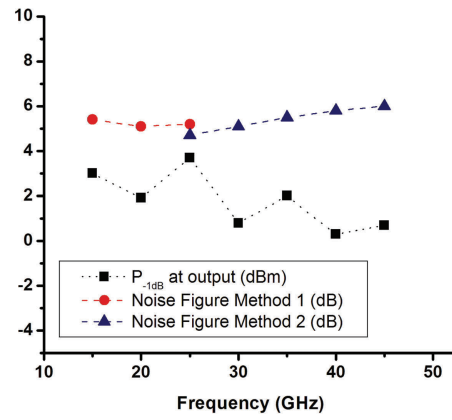 10
8
6
4
2
0
-2
-4
P-1dB at output (dBm)
Noise Figure Method 1 (dB)
Noise Figure Method 2 (dB)
10 20 30 40 50
Frequency (GHz)